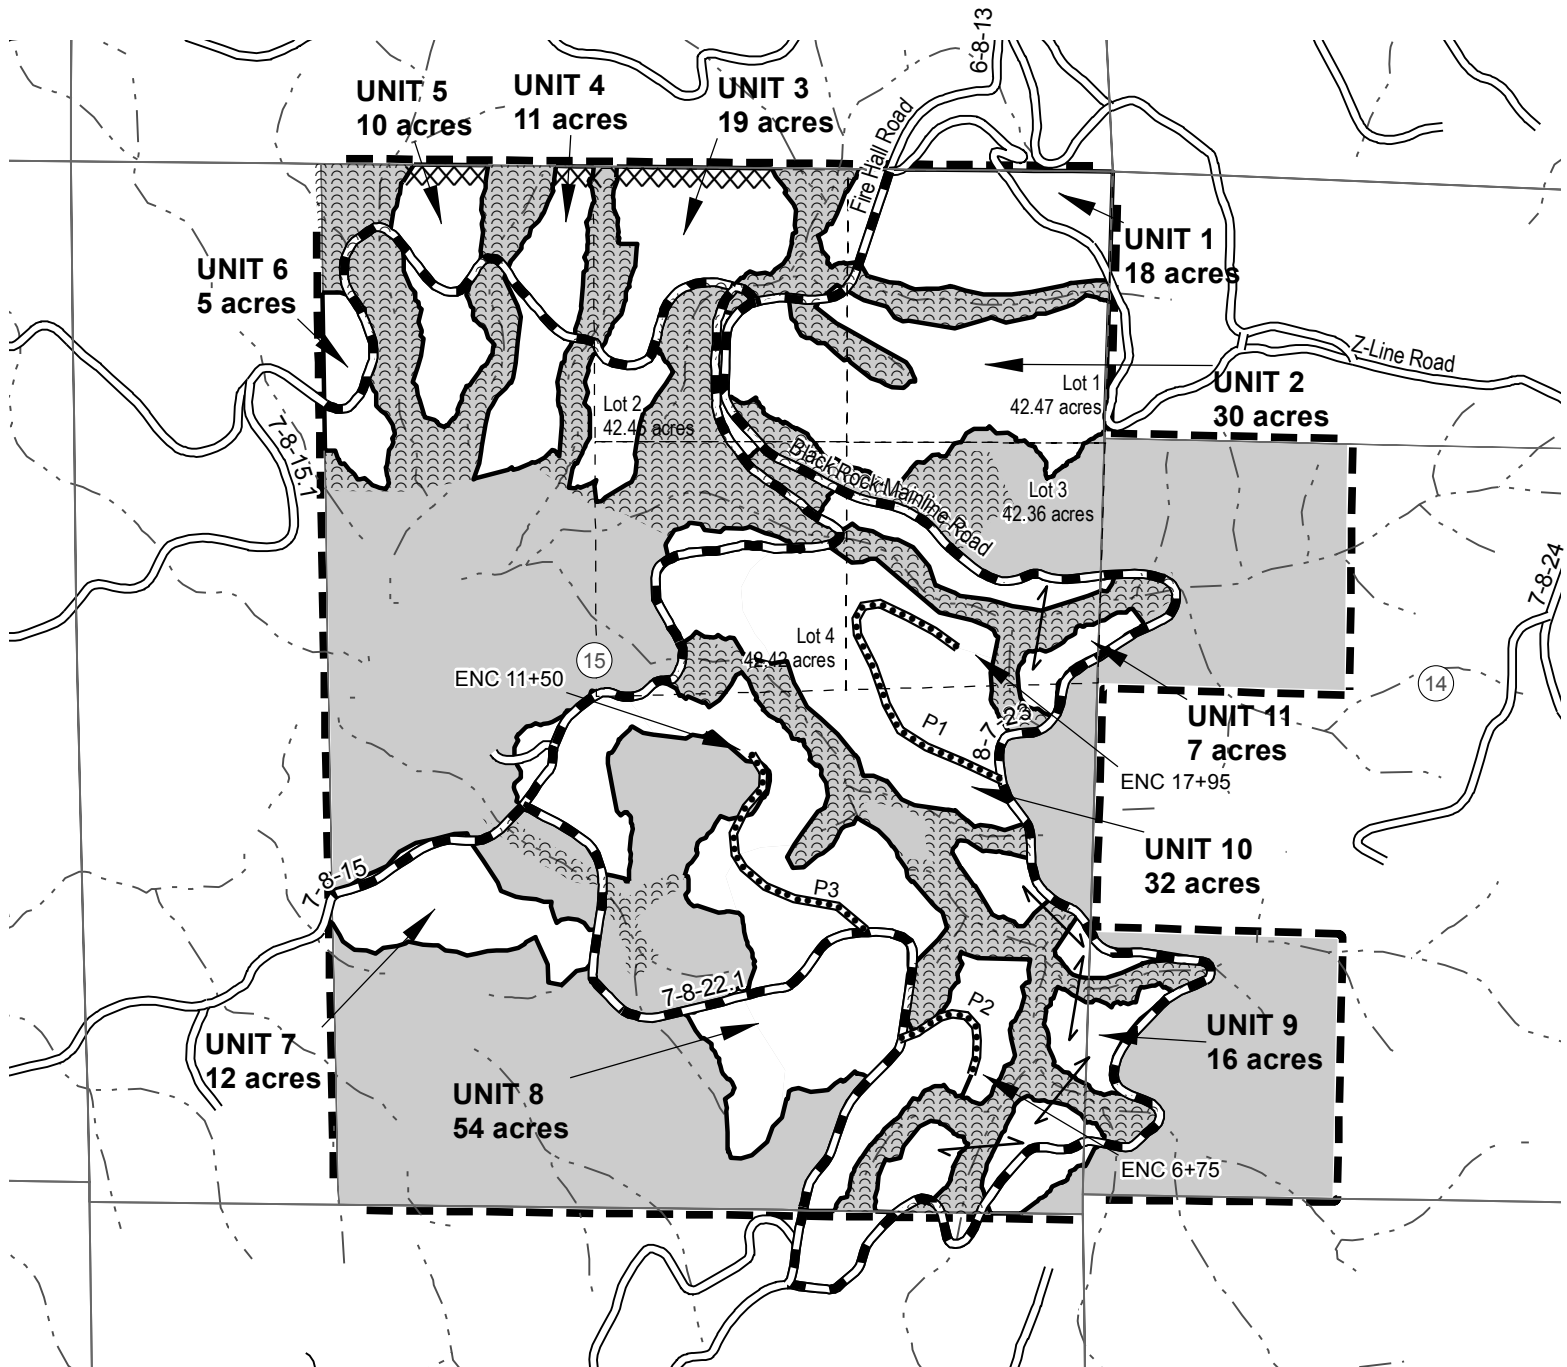 6-8-13
UNIT 5
10 acres
UNIT 4
11 acres
UNIT 3
19 acres
Fire Hall Road
UNIT 1
18 acres
UNIT 6
5 acres
Z-Line Road
Lot 1
42.47 acres
UNIT 2
30 acres
Lot 2
42.45 acres
7-8-15.1
Black Rock Mainline Road
Lot 3
42.36 acres
7-8-24
Lot 4
42.42 acres
15
ENC 11+50
14
P1
8-7-23
UNIT 11
7 acres
ENC 17+95
UNIT 10
32 acres
7-8-15
P3
7-8-22.1
P2
UNIT 7
12 acres
UNIT 9
16 acres
UNIT 8
54 acres
ENC 6+75